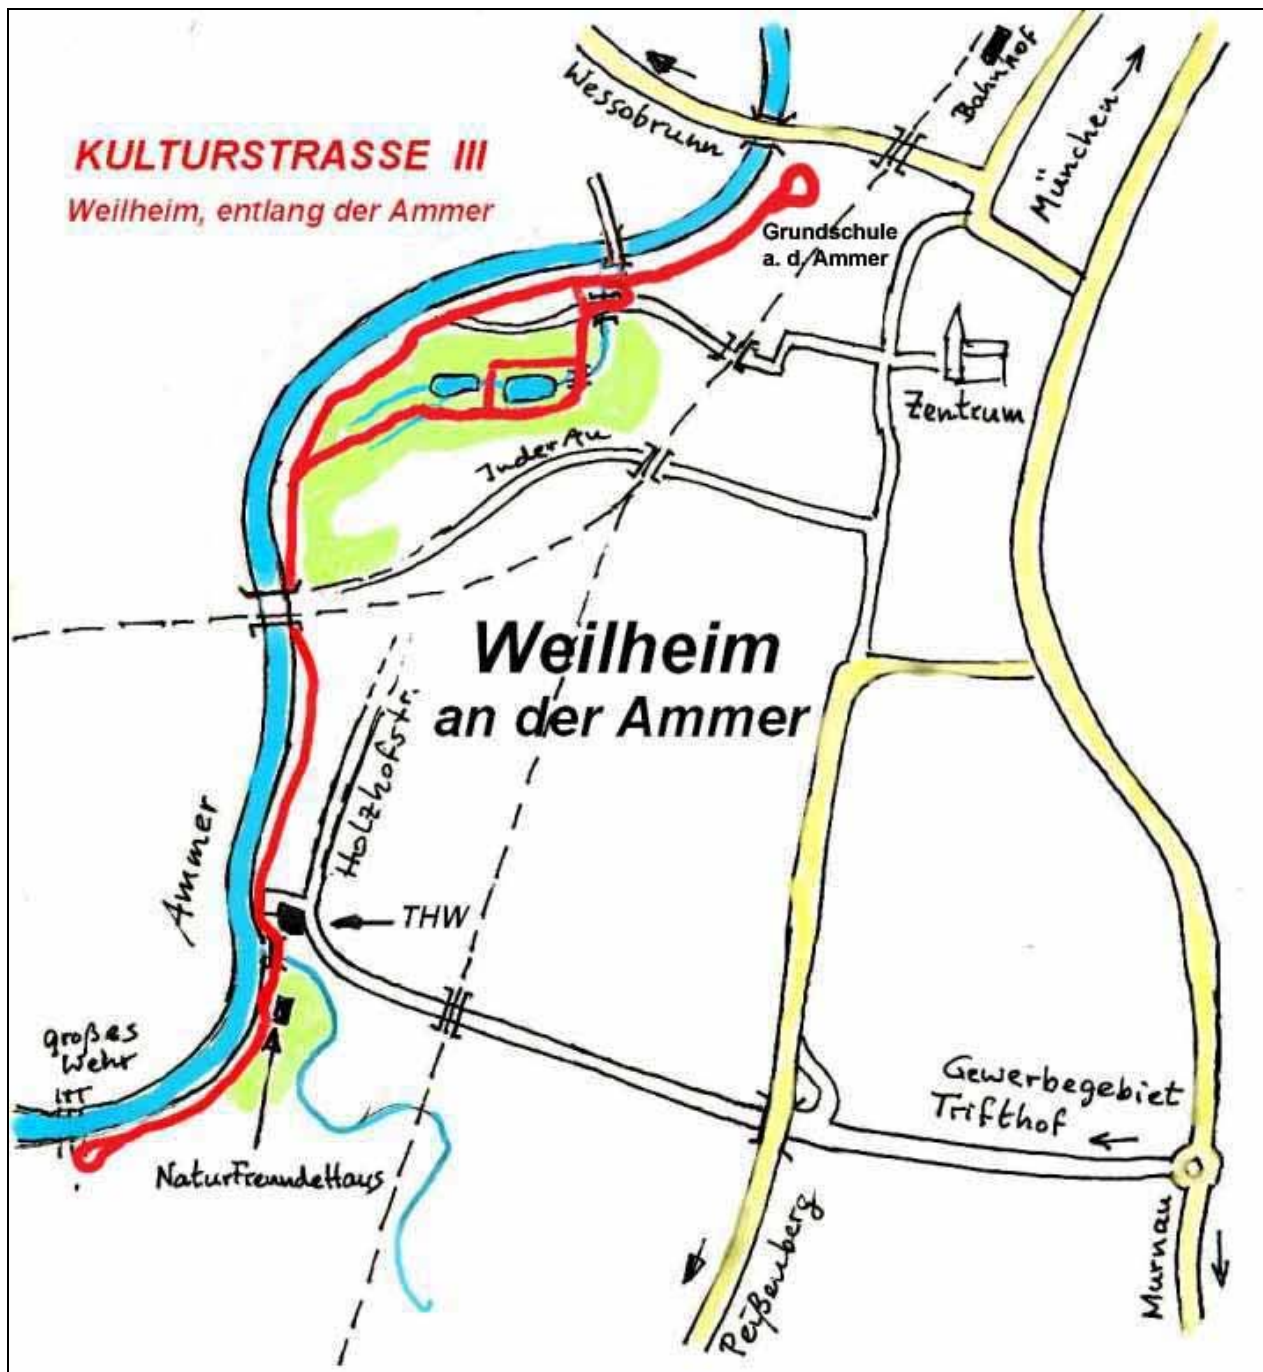 KULTURSTRASSE III
Weilheim, entlang der Ammer
Wessobrunn
Bahnhof
München
Grundschule
a. d. Ammer
Zentrum
In der Au
Weilheim
an der Ammer
Holzhofstr.
Ammer
THW
großes
Wehr
NaturFreundeHaus
Gewerbegebiet
Trifthof
Peißenberg
Murnau